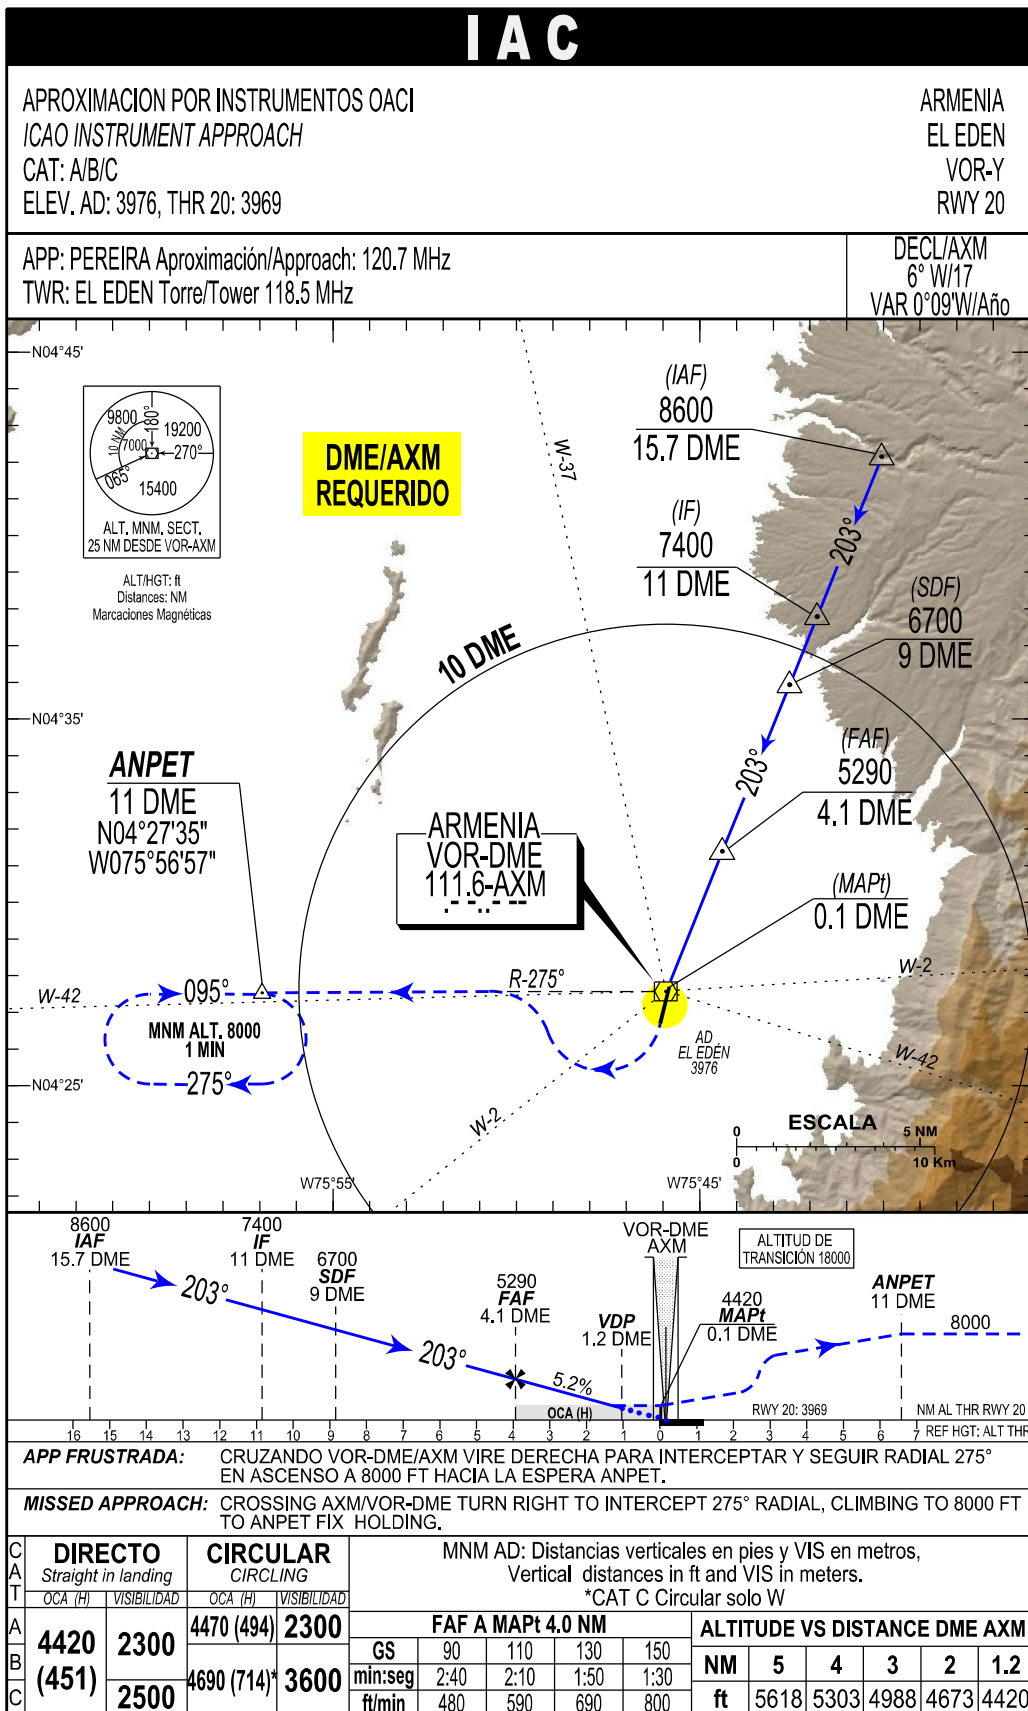 IAC
APROXIMACION POR INSTRUMENTOS OACI
ICAO INSTRUMENT APPROACH
CAT: A/B/C
ELEV. AD: 3976, THR 20: 3969
ARMENIA
EL EDEN
VOR-Y
RWY 20
APP: PEREIRA Aproximación/Approach: 120.7 MHz
TWR: EL EDEN Torre/Tower 118.5 MHz
DECL/AXM
6° W/17
VAR 0°09'W/Año
N04°45'
9800
180°
19200
10 NM
7000
270°
065°
15400
ALT. MNM. SECT.
25 NM DESDE VOR-AXM
ALT/HGT: ft
Distances: NM
Marcaciones Magnéticas
DME/AXM
REQUERIDO
W-37
(IAF)
8600
15.7 DME
203°
(IF)
7400
11 DME
(SDF)
6700
9 DME
10 DME
N04°35'
203°
(FAF)
5290
4.1 DME
ANPET
11 DME
N04°27'35"
W075°56'57"
ARMENIA
VOR-DME
111.6-AXM
(MAPt)
0.1 DME
W-42
095°
R-275°
W-2
MNM ALT. 8000
1 MIN
275°
AD
EL EDÉN
3976
W-42
N04°25'
W-2
ESCALA
0 5 NM
0 10 Km
W75°55'
W75°45'
8600
IAF
15.7 DME
7400
IF
11 DME
6700
SDF
9 DME
5290
FAF
4.1 DME
VDP
1.2 DME
VOR-DME
AXM
ALTITUD DE
TRANSICIÓN 18000
4420
MAPt
0.1 DME
ANPET
11 DME
8000
203°
203°
5.2%
OCA (H)
RWY 20: 3969
NM AL THR RWY 20
16 15 14 13 12 11 10 9 8 7 6 5 4 3 2 1 0 1 2 3 4 5 6 7
REF HGT: ALT THR
APP FRUSTRADA: CRUZANDO VOR-DME/AXM VIRE DERECHA PARA INTERCEPTAR Y SEGUIR RADIAL 275°
EN ASCENSO A 8000 FT HACIA LA ESPERA ANPET.
MISSED APPROACH: CROSSING AXM/VOR-DME TURN RIGHT TO INTERCEPT 275° RADIAL, CLIMBING TO 8000 FT
TO ANPET FIX HOLDING.
CAT
DIRECTO
Straight in landing
OCA (H) VISIBILIDAD
CIRCULAR
CIRCLING
OCA (H) VISIBILIDAD
MNM AD: Distancias verticales en pies y VIS en metros,
Vertical distances in ft and VIS in meters.
*CAT C Circular solo W
A
B
C
4420
(451)
2300
2500
4470 (494) 2300
4690 (714)* 3600
FAF A MAPt 4.0 NM
GS 90 110 130 150
min:seg 2:40 2:10 1:50 1:30
ft/min 480 590 690 800
ALTITUDE VS DISTANCE DME AXM
NM 5 4 3 2 1.2
ft 5618 5303 4988 4673 4420